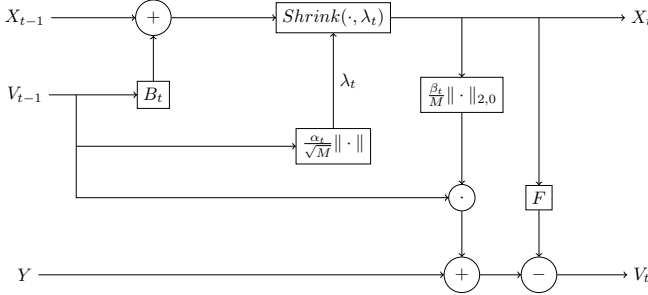 X_{t−1} + Shrink(·, λ_t) X_t
V_{t−1} B_t λ_t β_t/M ‖ · ‖_{2,0}
α_t/√M ‖ · ‖
· F
Y + − V_t